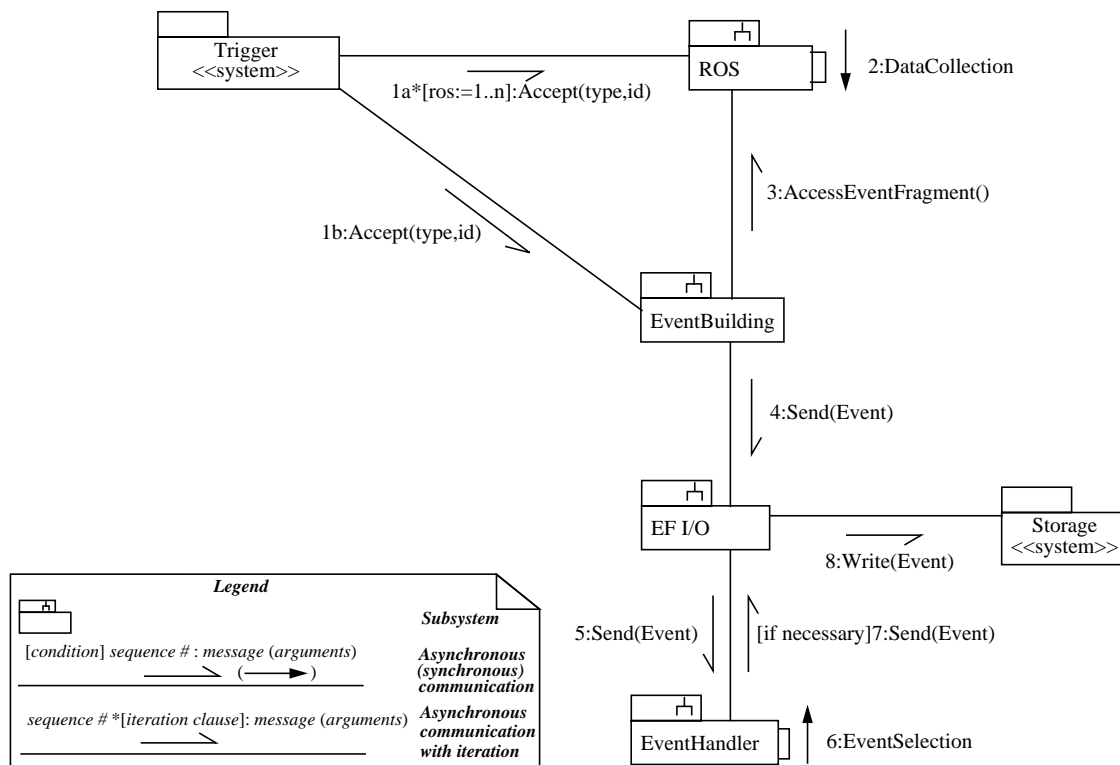 Trigger
<<system>>
ROS
2:DataCollection
1a*[ros:=1..n]:Accept(type,id)
3:AccessEventFragment()
1b:Accept(type,id)
EventBuilding
4:Send(Event)
EF I/O
Storage
<<system>>
8:Write(Event)
5:Send(Event)
[if necessary]7:Send(Event)
EventHandler
6:EventSelection
Legend
Subsystem
[condition] sequence # : message (arguments)
( )
Asynchronous
(synchronous)
communication
sequence # *[iteration clause]: message (arguments)
Asynchronous
communication
with iteration